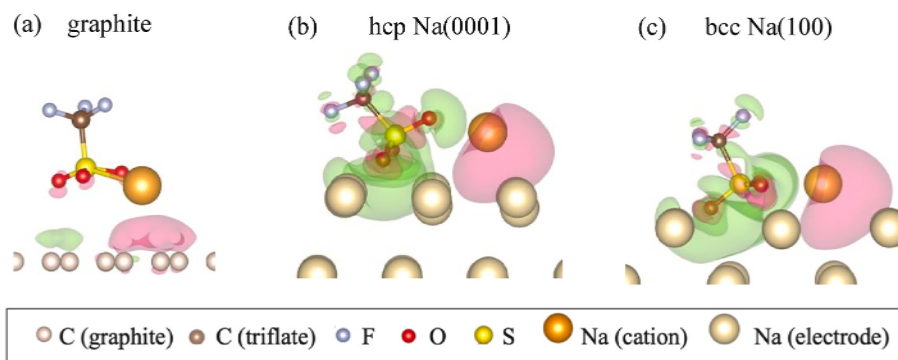 (a) graphite
(b) hcp Na(0001)
(c) bcc Na(100)
C (graphite) C (triflate) F O S Na (cation) Na (electrode)